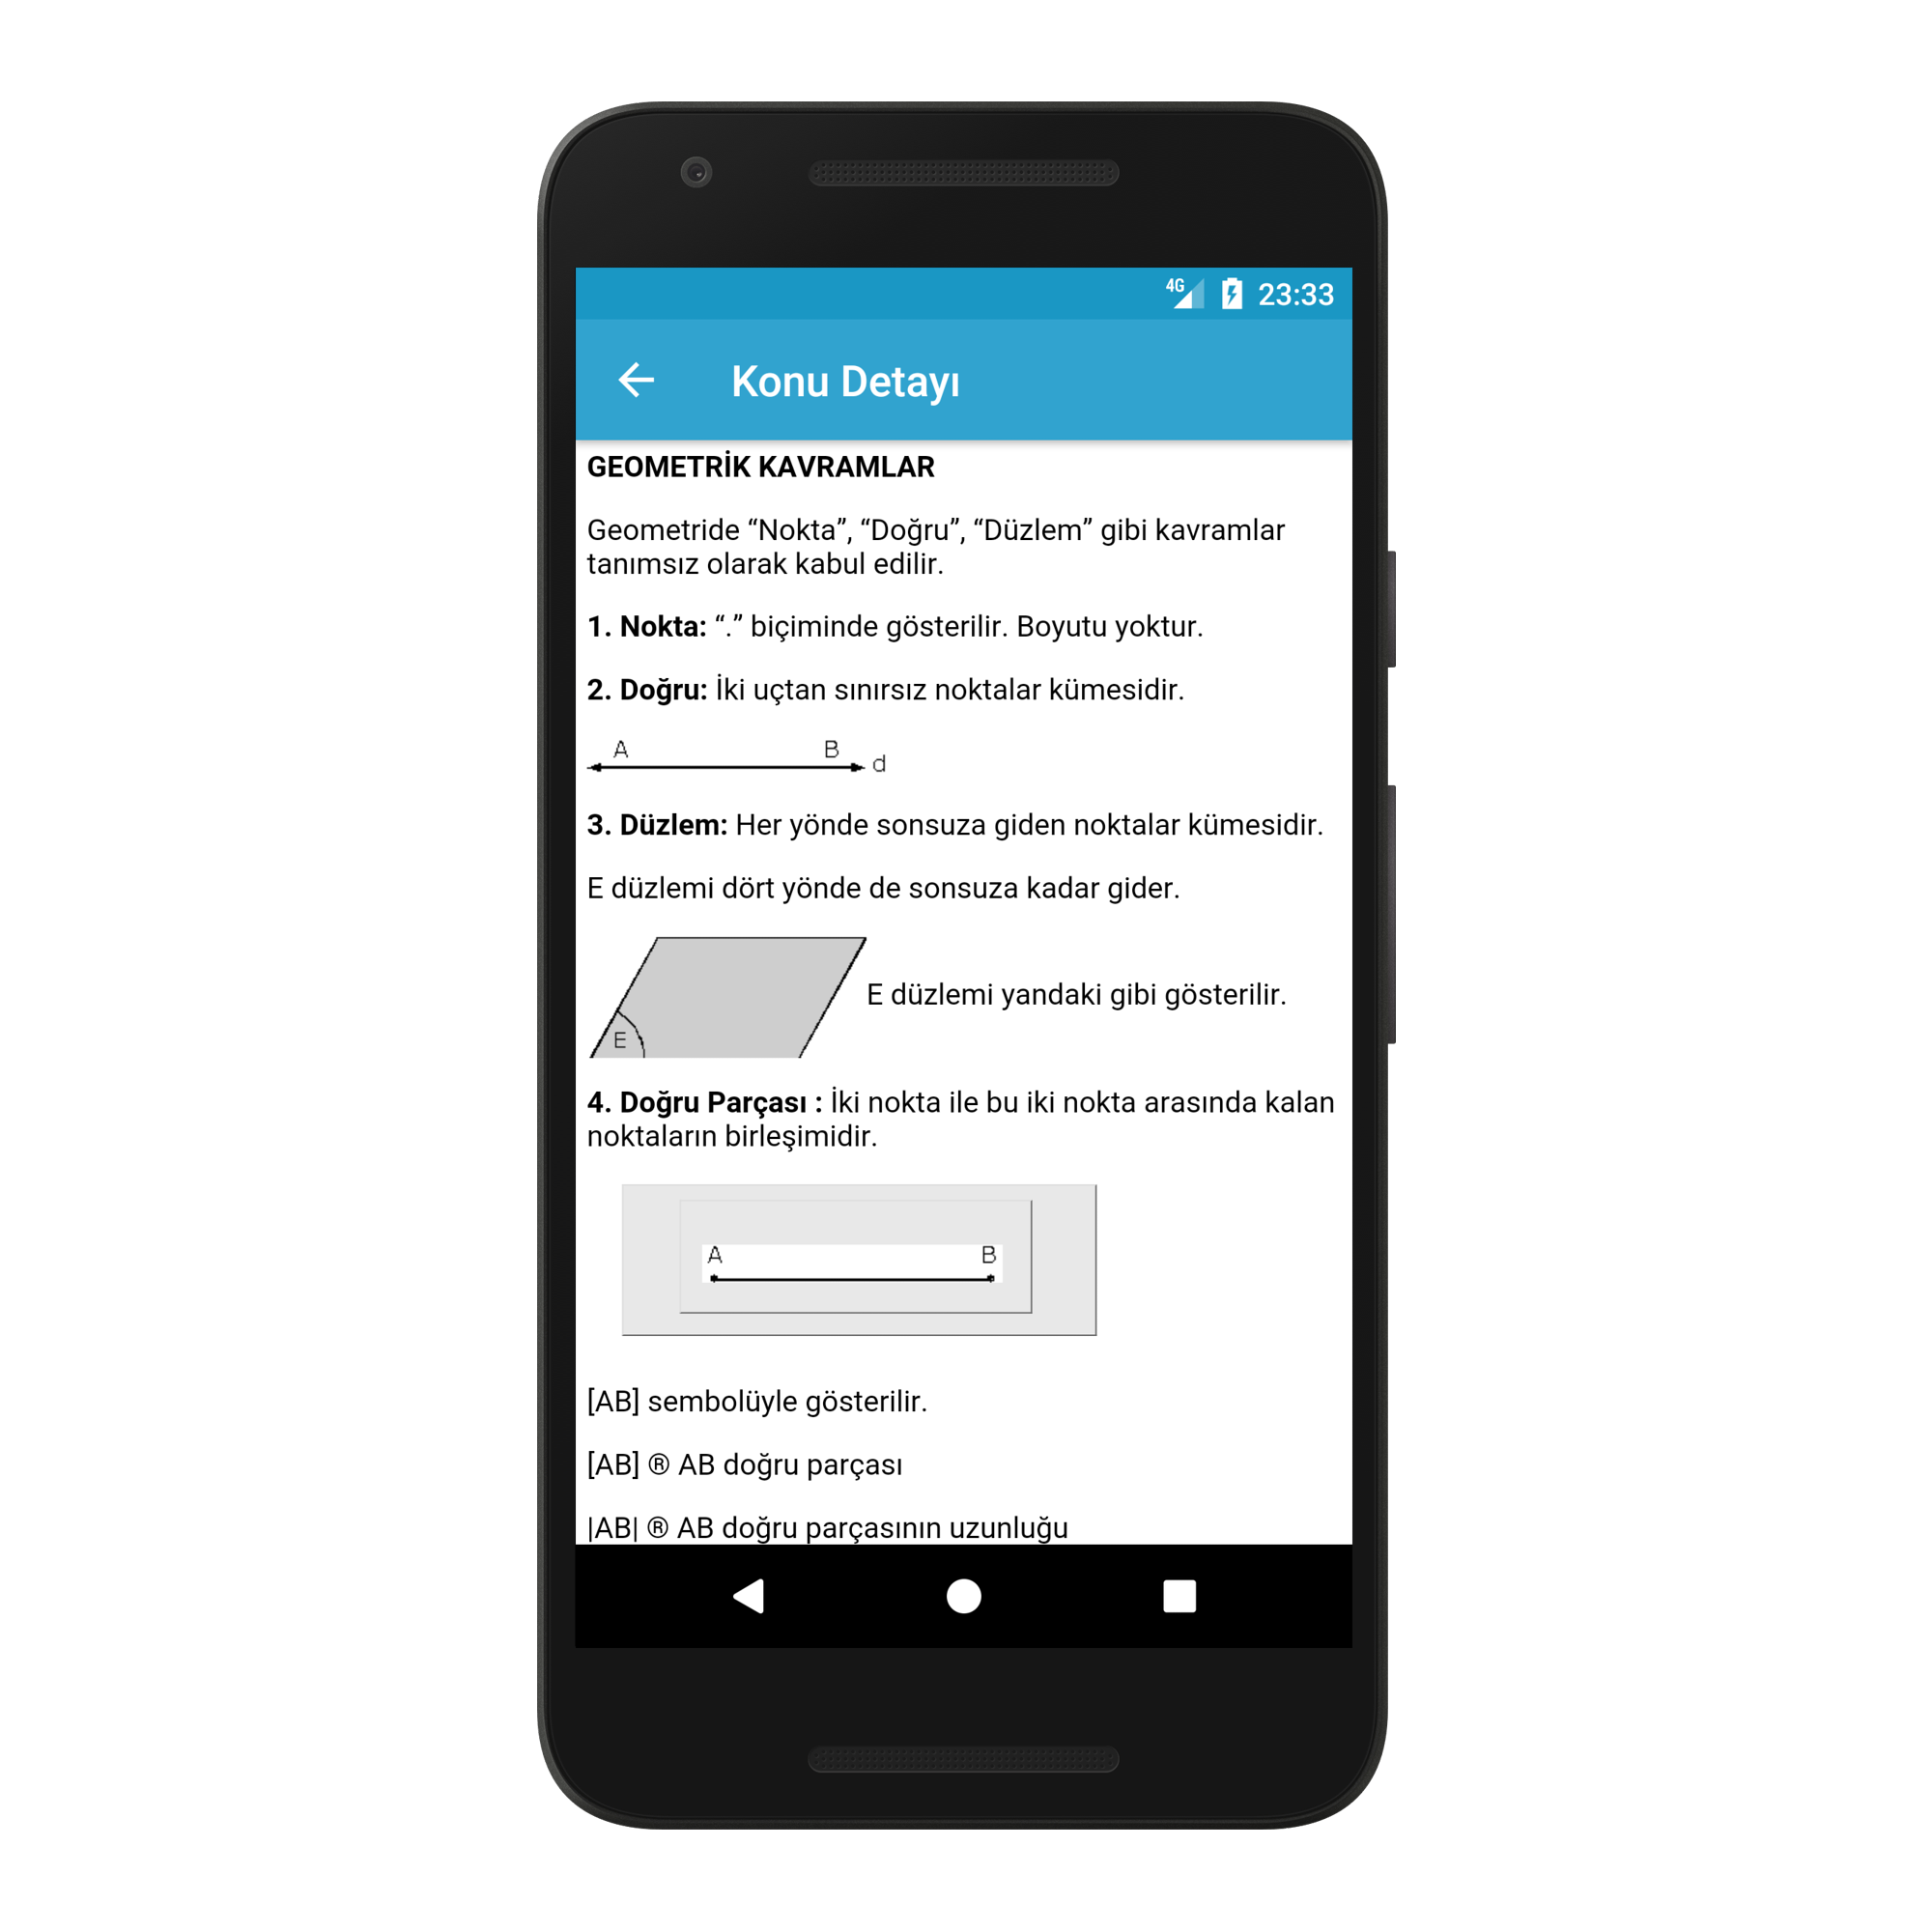 4G 23:33
Konu Detayı
GEOMETRİK KAVRAMLAR
Geometride “Nokta”, “Doğru”, “Düzlem” gibi kavramlar
tanımsız olarak kabul edilir.
1. Nokta: “.” biçiminde gösterilir. Boyutu yoktur.
2. Doğru: İki uçtan sınırsız noktalar kümesidir.
A B d
3. Düzlem: Her yönde sonsuza giden noktalar kümesidir.
E düzlemi dört yönde de sonsuza kadar gider.
E düzlemi yandaki gibi gösterilir.
E
4. Doğru Parçası : İki nokta ile bu iki nokta arasında kalan
noktaların birleşimidir.
A B
[AB] sembolüyle gösterilir.
[AB] ® AB doğru parçası
|AB| ® AB doğru parçasının uzunluğu